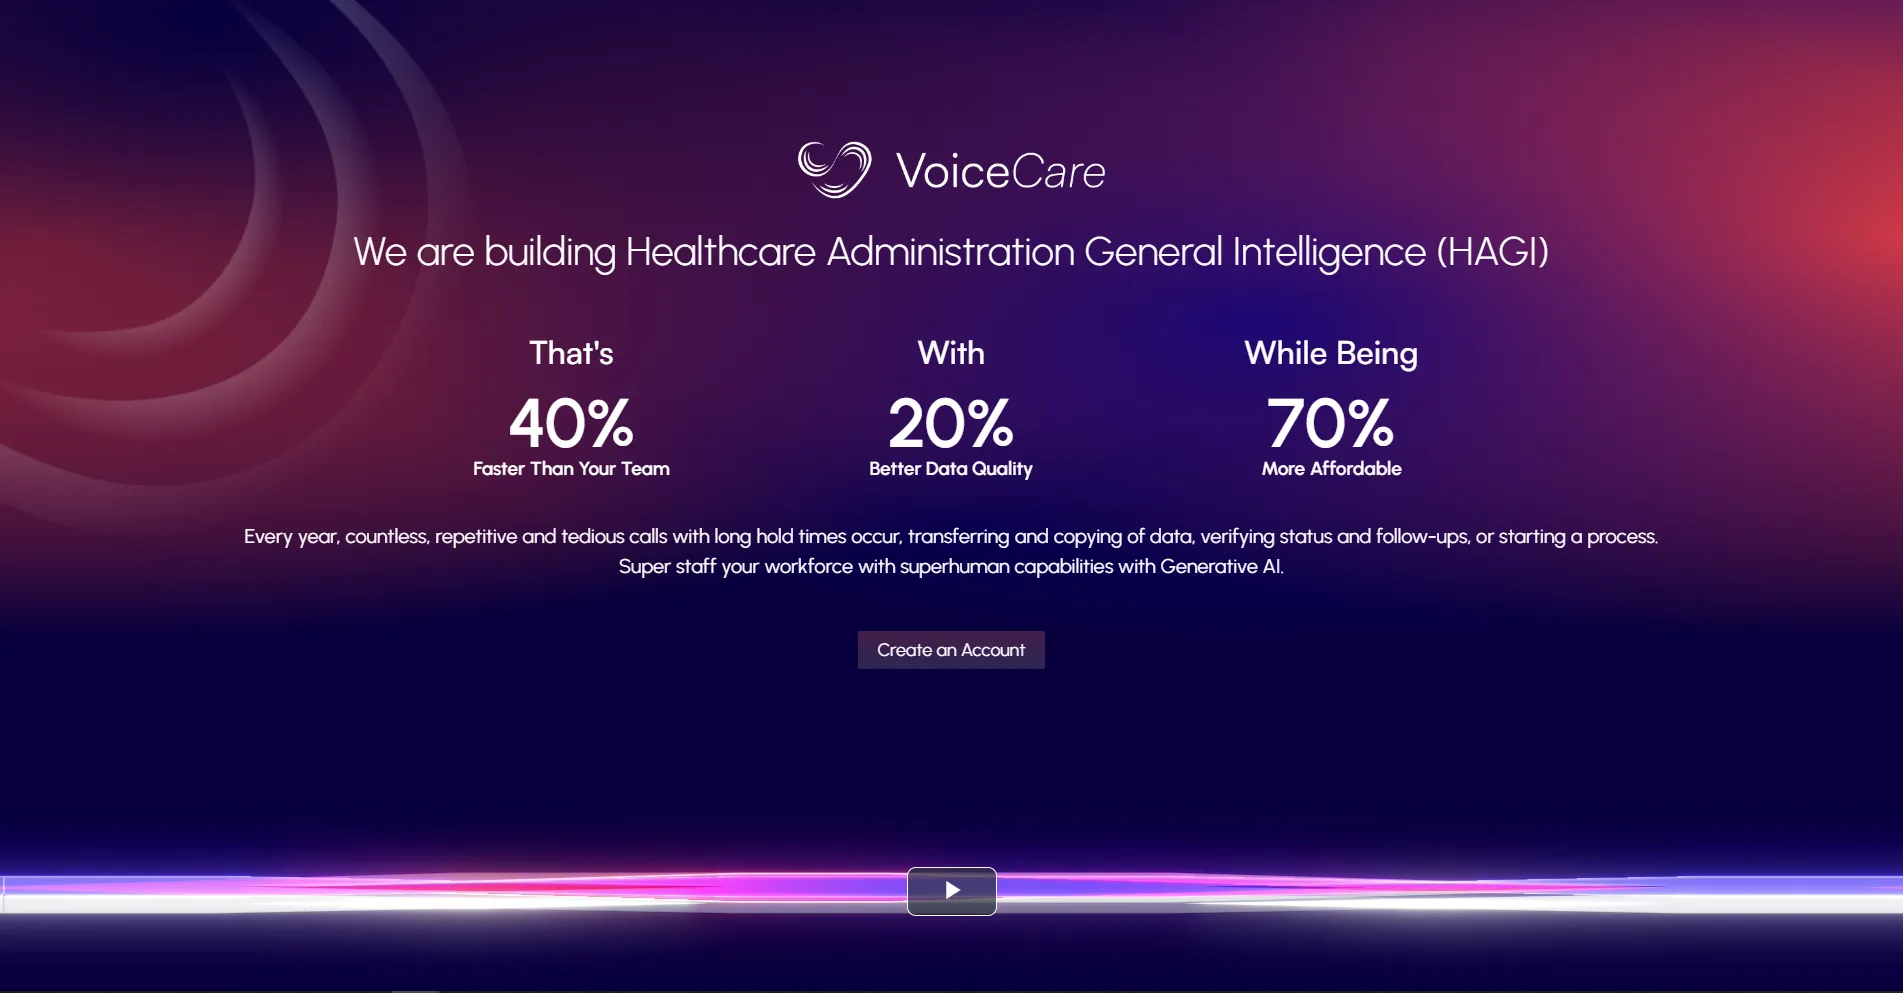 VoiceCare
We are building Healthcare Administration General Intelligence (HAGI)
That's
40%
Faster Than Your Team
With
20%
Better Data Quality
While Being
70%
More Affordable
Every year, countless, repetitive and tedious calls with long hold times occur, transferring and copying of data, verifying status and follow-ups, or starting a process.
Super staff your workforce with superhuman capabilities with Generative AI.
Create an Account